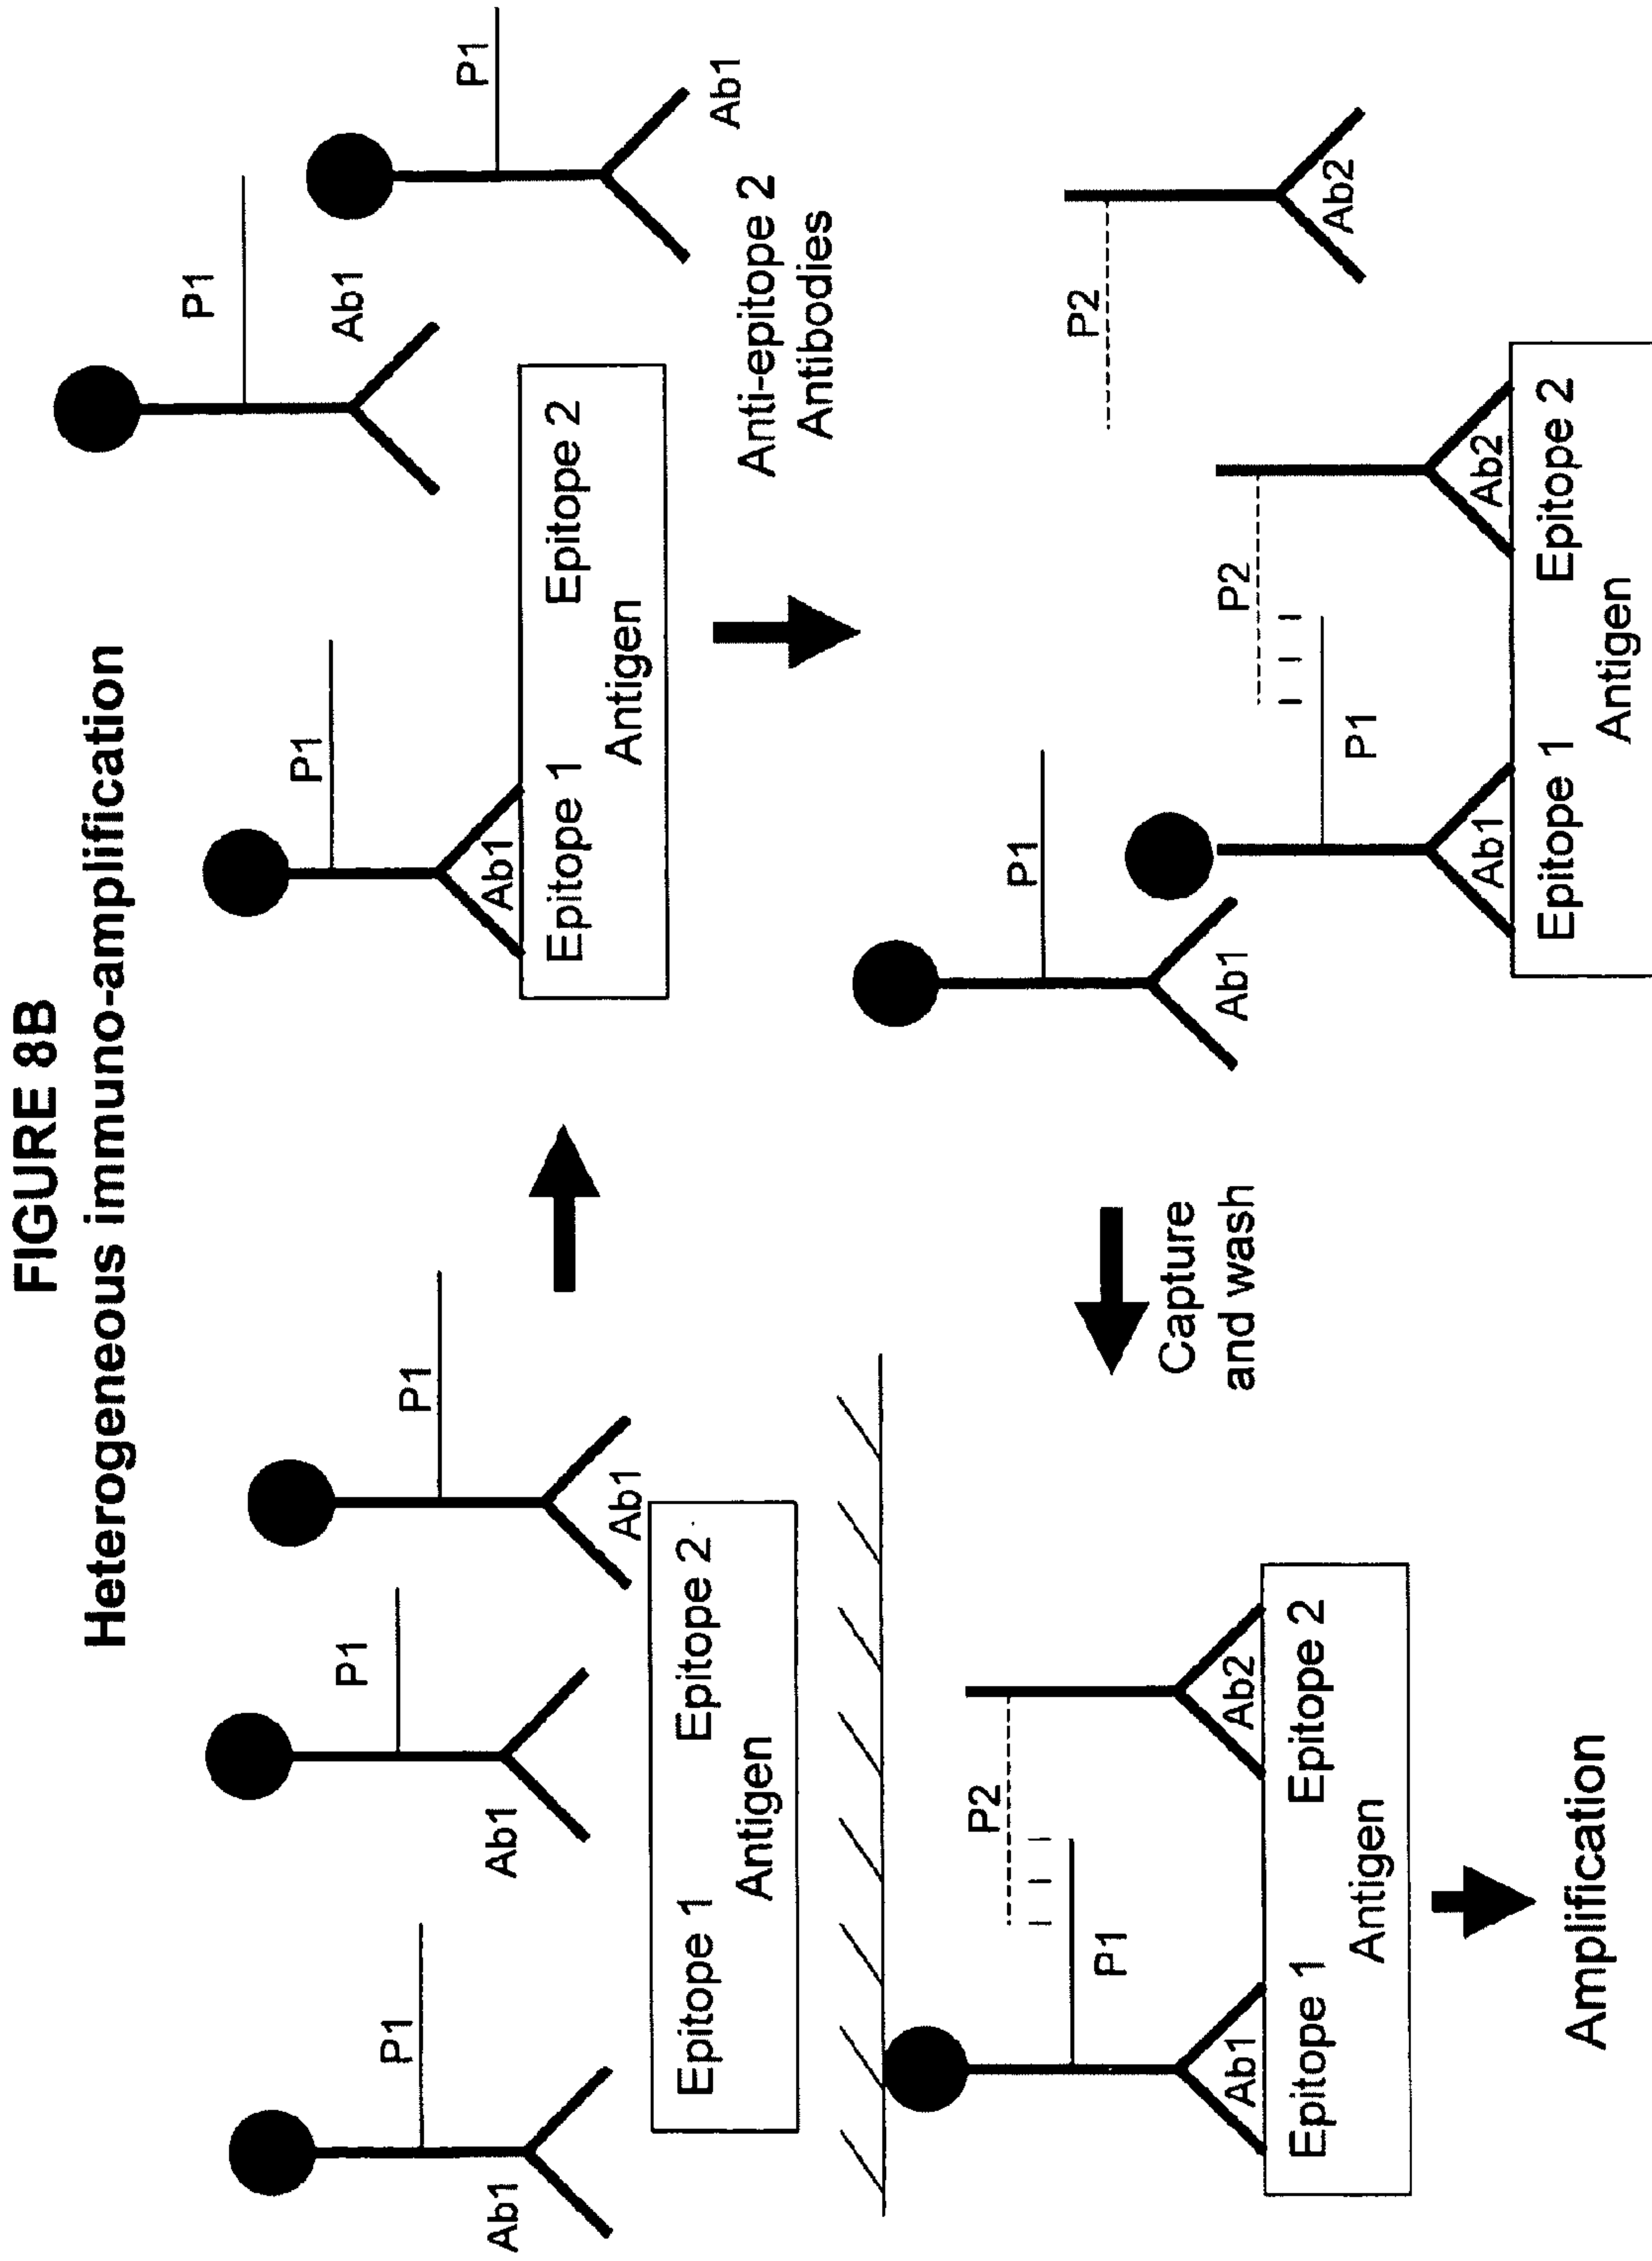 FIGURE 8B
Heterogeneous immuno-amplification
P1
P1
P1
Ab1
Ab1
Ab1
Epitope 1 Epitope 2
Antigen
P1
P1
P1
Ab1
Ab1
Ab1
Epitope 1 Epitope 2
Antigen
Anti-epitope 2
Antibodies
P1
P2
Ab1
P2
Ab2
P1
Ab1
Ab2
Epitope 1 Epitope 2
Antigen
Capture
and wash
P2
P1
Ab1
Ab2
Epitope 1 Epitope 2
Antigen
Amplification